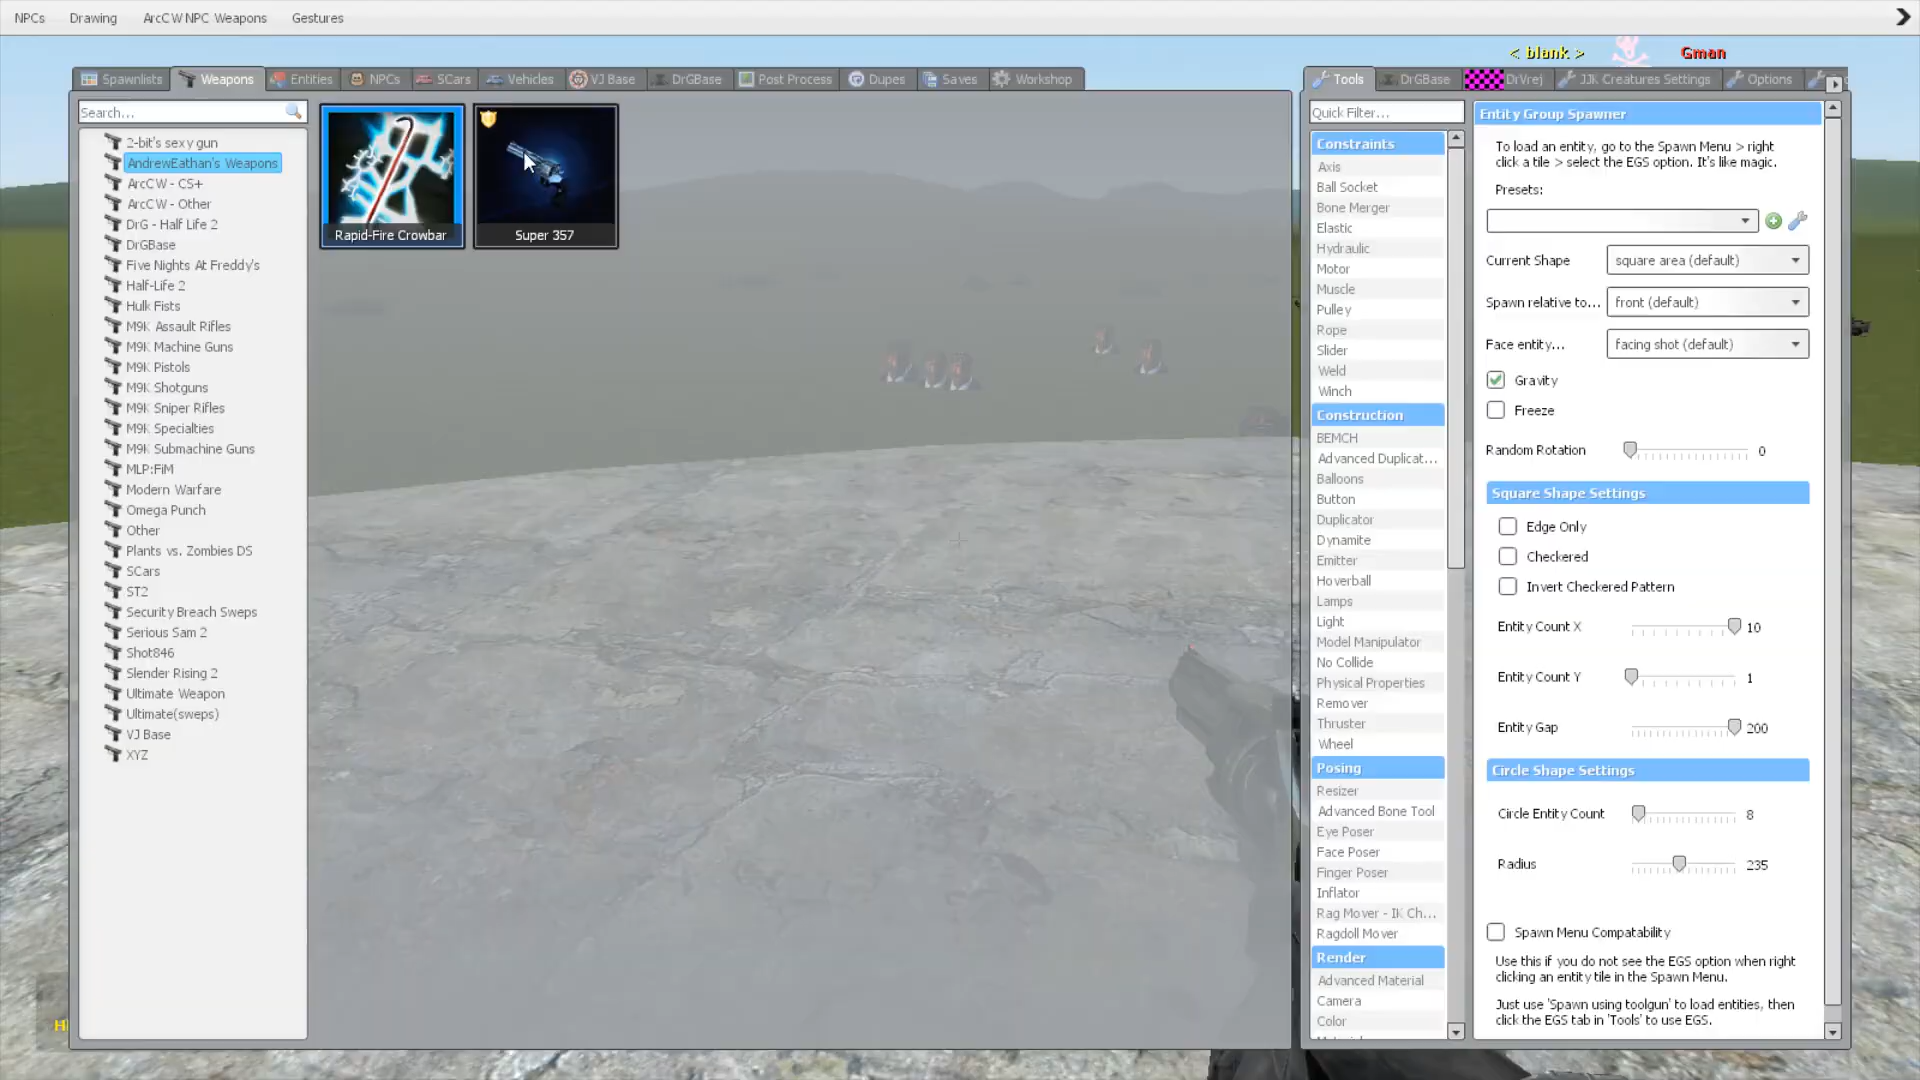 NPCs Drawing ArcCW NPC Weapons Gestures
< blank > Gman
Spawnlists Weapons Entities NPCs SCars Vehicles VJ Base DrGBase Post Process Dupes Saves Workshop
Tools DrGBase DrVrej JJK Creatures Settings Options
Search...
2-bit's sexy gun
AndrewEathan's Weapons
ArcCW - CS+
ArcCW - Other
DrG - Half Life 2
DrGBase
Five Nights At Freddy's
Half-Life 2
Hulk Fists
M9K Assault Rifles
M9K Machine Guns
M9K Pistols
M9K Shotguns
M9K Sniper Rifles
M9K Specialties
M9K Submachine Guns
MLP:FiM
Modern Warfare
Omega Punch
Other
Plants vs. Zombies DS
SCars
ST2
Security Breach Sweps
Serious Sam 2
Shot846
Slender Rising 2
Ultimate Weapon
Ultimate(sweps)
VJ Base
XYZ
Rapid-Fire Crowbar
Super 357
Quick Filter...
Constraints
Axis
Ball Socket
Bone Merger
Elastic
Hydraulic
Motor
Muscle
Pulley
Rope
Slider
Weld
Winch
Construction
BEMCH
Advanced Duplicat...
Balloons
Button
Duplicator
Dynamite
Emitter
Hoverball
Lamps
Light
Model Manipulator
No Collide
Physical Properties
Remover
Thruster
Wheel
Posing
Resizer
Advanced Bone Tool
Eye Poser
Face Poser
Finger Poser
Inflator
Rag Mover - IK Ch...
Ragdoll Mover
Render
Advanced Material
Camera
Color
Entity Group Spawner
To load an entity, go to the Spawn Menu > right
click a tile > select the EGS option. It's like magic.
Presets:
Current Shape square area (default)
Spawn relative to... front (default)
Face entity... facing shot (default)
Gravity
Freeze
Random Rotation 0
Square Shape Settings
Edge Only
Checkered
Invert Checkered Pattern
Entity Count X 10
Entity Count Y 1
Entity Gap 200
Circle Shape Settings
Circle Entity Count 8
Radius 235
Spawn Menu Compatability
Use this if you do not see the EGS option when right
clicking an entity tile in the Spawn Menu.
Just use 'Spawn using toolgun' to load entities, then
click the EGS tab in 'Tools' to use EGS.